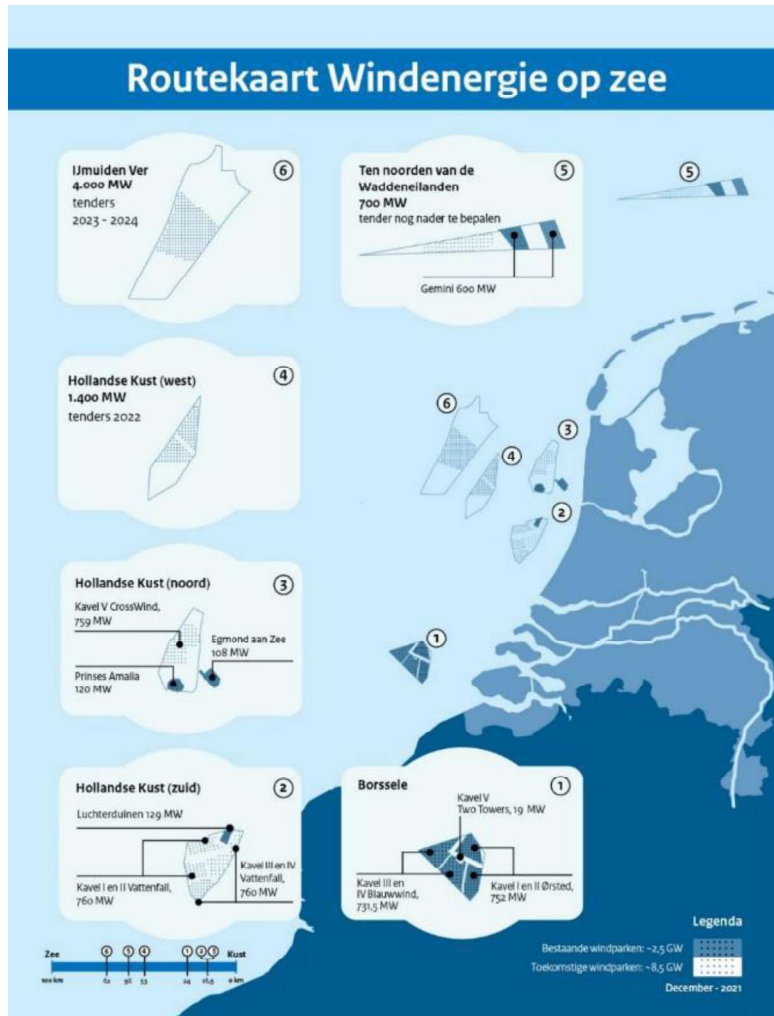 Routekaart Windenergie op zee
IJmuiden Ver
4.000 MW
tenders
2023 - 2024
6
Ten noorden van de
Waddeneilanden
700 MW
tender nog nader te bepalen
5
Gemini 600 MW
5
Hollandse Kust (west)
1.400 MW
tenders 2022
4
6
4
3
2
1
Hollandse Kust (noord)
3
Kavel V CrossWind,
759 MW
Egmond aan Zee
108 MW
Prinses Amalia
120 MW
Hollandse Kust (zuid)
2
Luchterduinen 129 MW
Kavel I en II Vattenfall,
760 MW
Kavel III en IV
Vattenfall,
760 MW
Borssele
1
Kavel V
Two Towers, 19 MW
Kavel III en
IV Blauwwind,
731,5 MW
Kavel I en II Ørsted,
752 MW
Legenda
Bestaande windparken: ~2,5 GW
Toekomstige windparken: ~8,5 GW
December - 2021
Zee
6 5 4 1 2 3
Kust
100 km
0 km